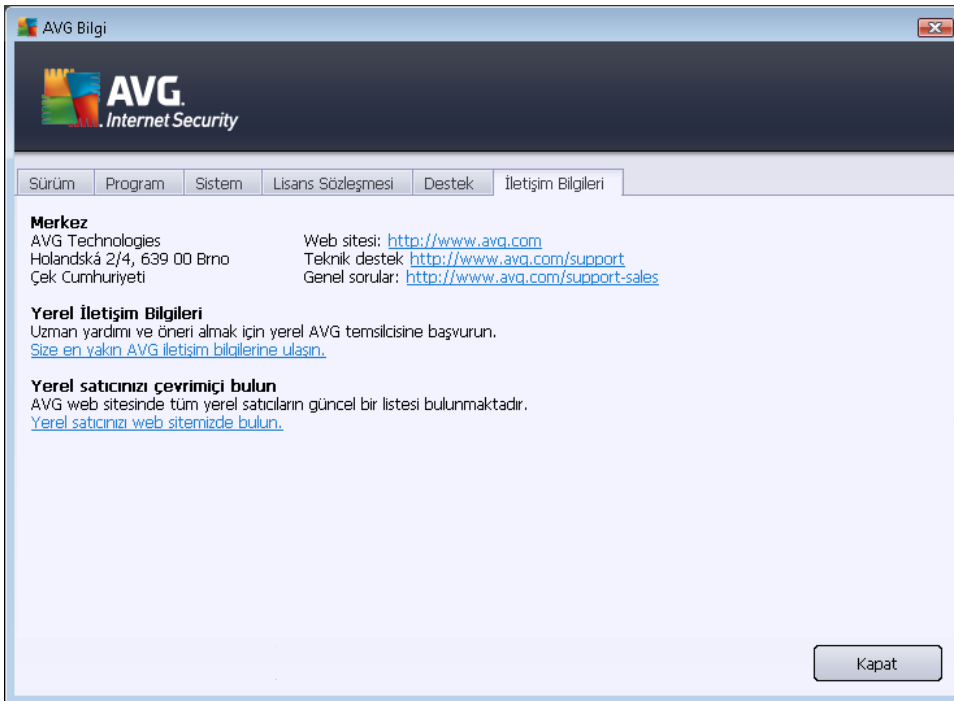 AVG Bilgi
AVG.
Internet Security
Sürüm Program Sistem Lisans Sözleşmesi Destek İletişim Bilgileri
Merkez
AVG Technologies Web sitesi: http://www.avg.com
Holandská 2/4, 639 00 Brno Teknik destek http://www.avg.com/support
Çek Cumhuriyeti Genel sorular: http://www.avg.com/support-sales
Yerel İletişim Bilgileri
Uzman yardımı ve öneri almak için yerel AVG temsilcisine başvurun.
Size en yakın AVG iletişim bilgilerine ulaşın.
Yerel satıcınızı çevrimiçi bulun
AVG web sitesinde tüm yerel satıcıların güncel bir listesi bulunmaktadır.
Yerel satıcınızı web sitemizde bulun.
Kapat